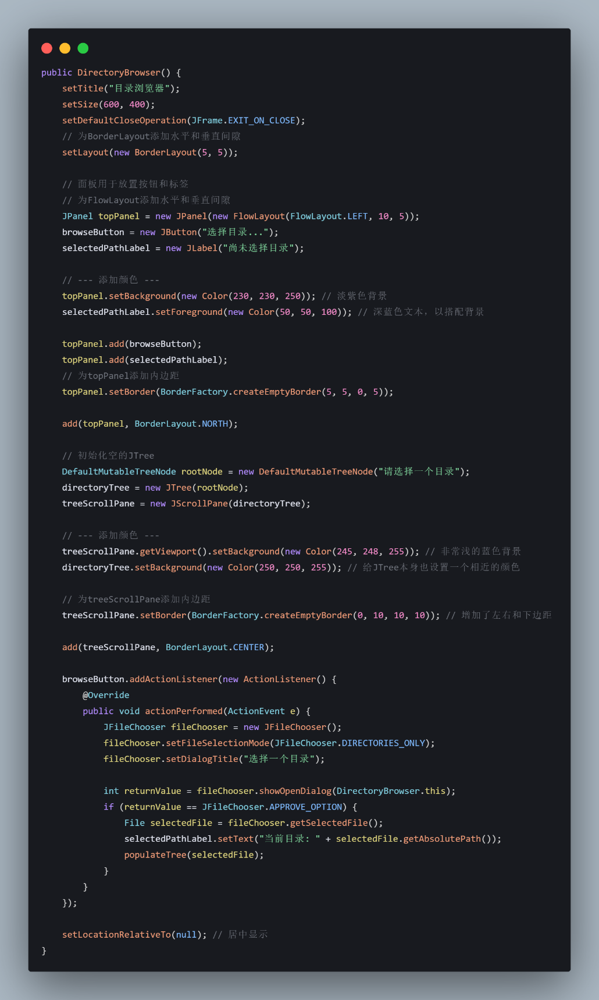 public DirectoryBrowser() {
    setTitle("目录浏览器");
    setSize(600, 400);
    setDefaultCloseOperation(JFrame.EXIT_ON_CLOSE);
    // 为BorderLayout添加水平和垂直间隙
    setLayout(new BorderLayout(5, 5));

    // 面板用于放置按钮和标签
    // 为FlowLayout添加水平和垂直间隙
    JPanel topPanel = new JPanel(new FlowLayout(FlowLayout.LEFT, 10, 5));
    browseButton = new JButton("选择目录...");
    selectedPathLabel = new JLabel("尚未选择目录");

    // --- 添加颜色 ---
    topPanel.setBackground(new Color(230, 230, 250)); // 淡紫色背景
    selectedPathLabel.setForeground(new Color(50, 50, 100)); // 深蓝色文本，以搭配背景

    topPanel.add(browseButton);
    topPanel.add(selectedPathLabel);
    // 为topPanel添加内边距
    topPanel.setBorder(BorderFactory.createEmptyBorder(5, 5, 0, 5));

    add(topPanel, BorderLayout.NORTH);

    // 初始化空的JTree
    DefaultMutableTreeNode rootNode = new DefaultMutableTreeNode("请选择一个目录");
    directoryTree = new JTree(rootNode);
    treeScrollPane = new JScrollPane(directoryTree);

    // --- 添加颜色 ---
    treeScrollPane.getViewport().setBackground(new Color(245, 248, 255)); // 非常浅的蓝色背景
    directoryTree.setBackground(new Color(250, 250, 255)); // 给JTree本身也设置一个相近的颜色

    // 为treeScrollPane添加内边距
    treeScrollPane.setBorder(BorderFactory.createEmptyBorder(0, 10, 10, 10)); // 增加了左右和下边距

    add(treeScrollPane, BorderLayout.CENTER);

    browseButton.addActionListener(new ActionListener() {
        @Override
        public void actionPerformed(ActionEvent e) {
            JFileChooser fileChooser = new JFileChooser();
            fileChooser.setFileSelectionMode(JFileChooser.DIRECTORIES_ONLY);
            fileChooser.setDialogTitle("选择一个目录");

            int returnValue = fileChooser.showOpenDialog(DirectoryBrowser.this);
            if (returnValue == JFileChooser.APPROVE_OPTION) {
                File selectedFile = fileChooser.getSelectedFile();
                selectedPathLabel.setText("当前目录: " + selectedFile.getAbsolutePath());
                populateTree(selectedFile);
            }
        }
    });

    setLocationRelativeTo(null); // 居中显示
}